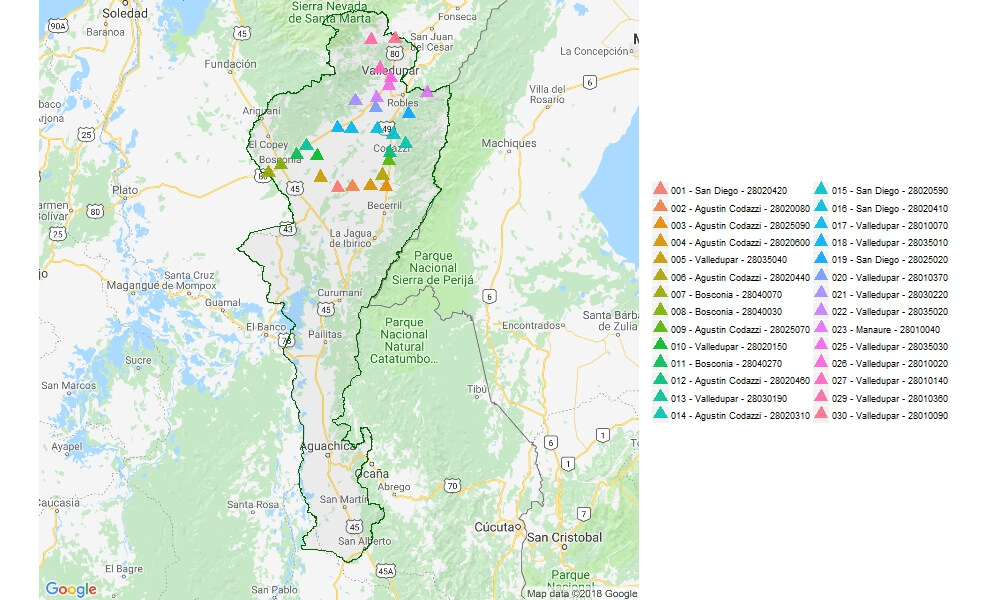 Soledad
Sierra Nevada
de Santa Marta
Fonseca
90A
Baranoa
45
San Juan
del Cesar
80
La Concepción
Fundación
Valledupar
6
Villa del
Rosario
Robles
Ariguaní
baco
Arjona
25
49
El Copey
Codazzi
Machiques
Bosconia
Plato
45
Becerril
armen
Bolívar
80
25
43
La Jagua
de Ibirico
Parque
Nacional
Sierra de Perijá
jo
Santa Cruz
Magangué de Mompox
Curumaní
6
Guamal
45
El Banco
Pailitas
78
Parque
Nacional
Natural
Catatumbo...
Encontrados
Santa Bárba
de Zulia
Sucre
San Marcos
Tibú
Aguachica
6
1
Ayapel
1
Ocaña
Abrego
70
Caucasia
Santa Rosa
San Martín
7
45
Cúcuta
San Cristobal
San Alberto
El Bagre
45A
San Pablo
Parque
Nacional
Google
Map data ©2018 Google
001 - San Diego - 28020420
002 - Agustin Codazzi - 28020080
003 - Agustin Codazzi - 28025090
004 - Agustin Codazzi - 28020600
005 - Valledupar - 28035040
006 - Agustin Codazzi - 28020440
007 - Bosconia - 28040070
008 - Bosconia - 28040030
009 - Agustin Codazzi - 28025070
010 - Valledupar - 28020150
011 - Bosconia - 28040270
012 - Agustin Codazzi - 28020460
013 - Valledupar - 28030190
014 - Agustin Codazzi - 28020310
015 - San Diego - 28020590
016 - San Diego - 28020410
017 - Valledupar - 28010070
018 - Valledupar - 28035010
019 - San Diego - 28025020
020 - Valledupar - 28010370
021 - Valledupar - 28030220
022 - Valledupar - 28035020
023 - Manaure - 28010040
025 - Valledupar - 28035030
026 - Valledupar - 28010020
027 - Valledupar - 28010140
029 - Valledupar - 28010360
030 - Valledupar - 28010090